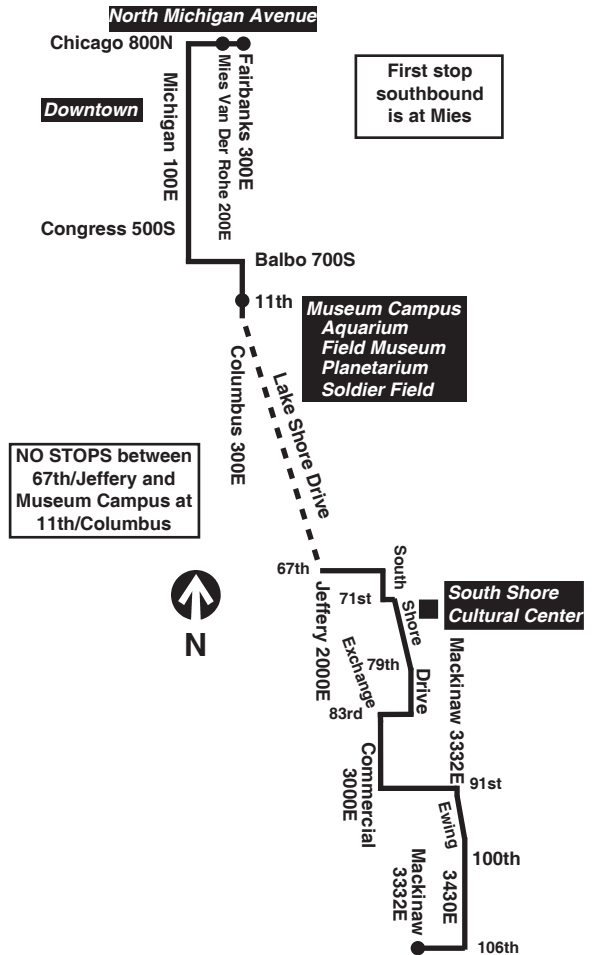 North Michigan Avenue
Chicago 800N
Fairbanks 300E
Mies Van Der Rohe 200E
Michigan 100E
Downtown
First stop
southbound
is at Mies
Congress 500S
Balbo 700S
11th
Museum Campus
Aquarium
Field Museum
Planetarium
Soldier Field
Columbus 300E
Lake Shore Drive
NO STOPS between
67th/Jeffery and
Museum Campus at
11th/Columbus
67th
Jeffery 2000E
South
Shore
Drive
71st
South Shore
Cultural Center
N
Exchange
79th
Mackinaw 3332E
83rd
Commercial
3000E
91st
Ewing
3430E
100th
Mackinaw
3332E
106th